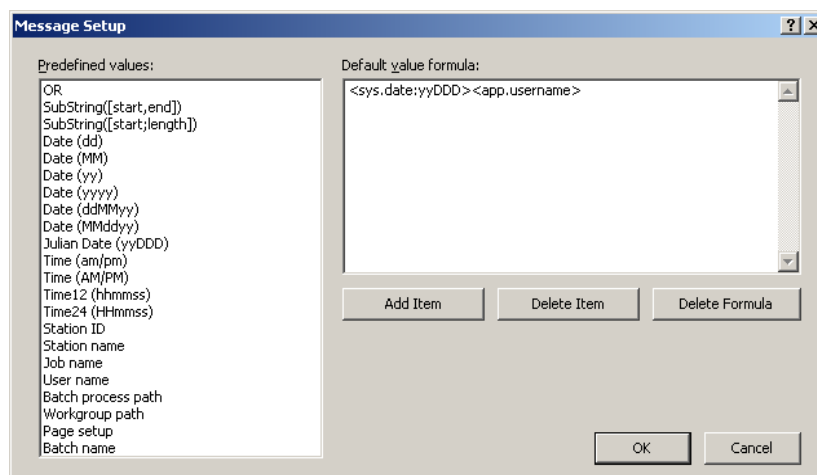 Message Setup
Predefined values:
OR
SubString([start,end])
SubString([start;length])
Date (dd)
Date (MM)
Date (yy)
Date (yyyy)
Date (ddMMyy)
Date (MMddyy)
Julian Date (yyDDD)
Time (am/pm)
Time (AM/PM)
Time12 (hhmmss)
Time24 (HHmmss)
Station ID
Station name
Job name
User name
Batch process path
Workgroup path
Page setup
Batch name
Default value formula:
<sys.date:yyDDD><app.username>
Add Item
Delete Item
Delete Formula
OK
Cancel